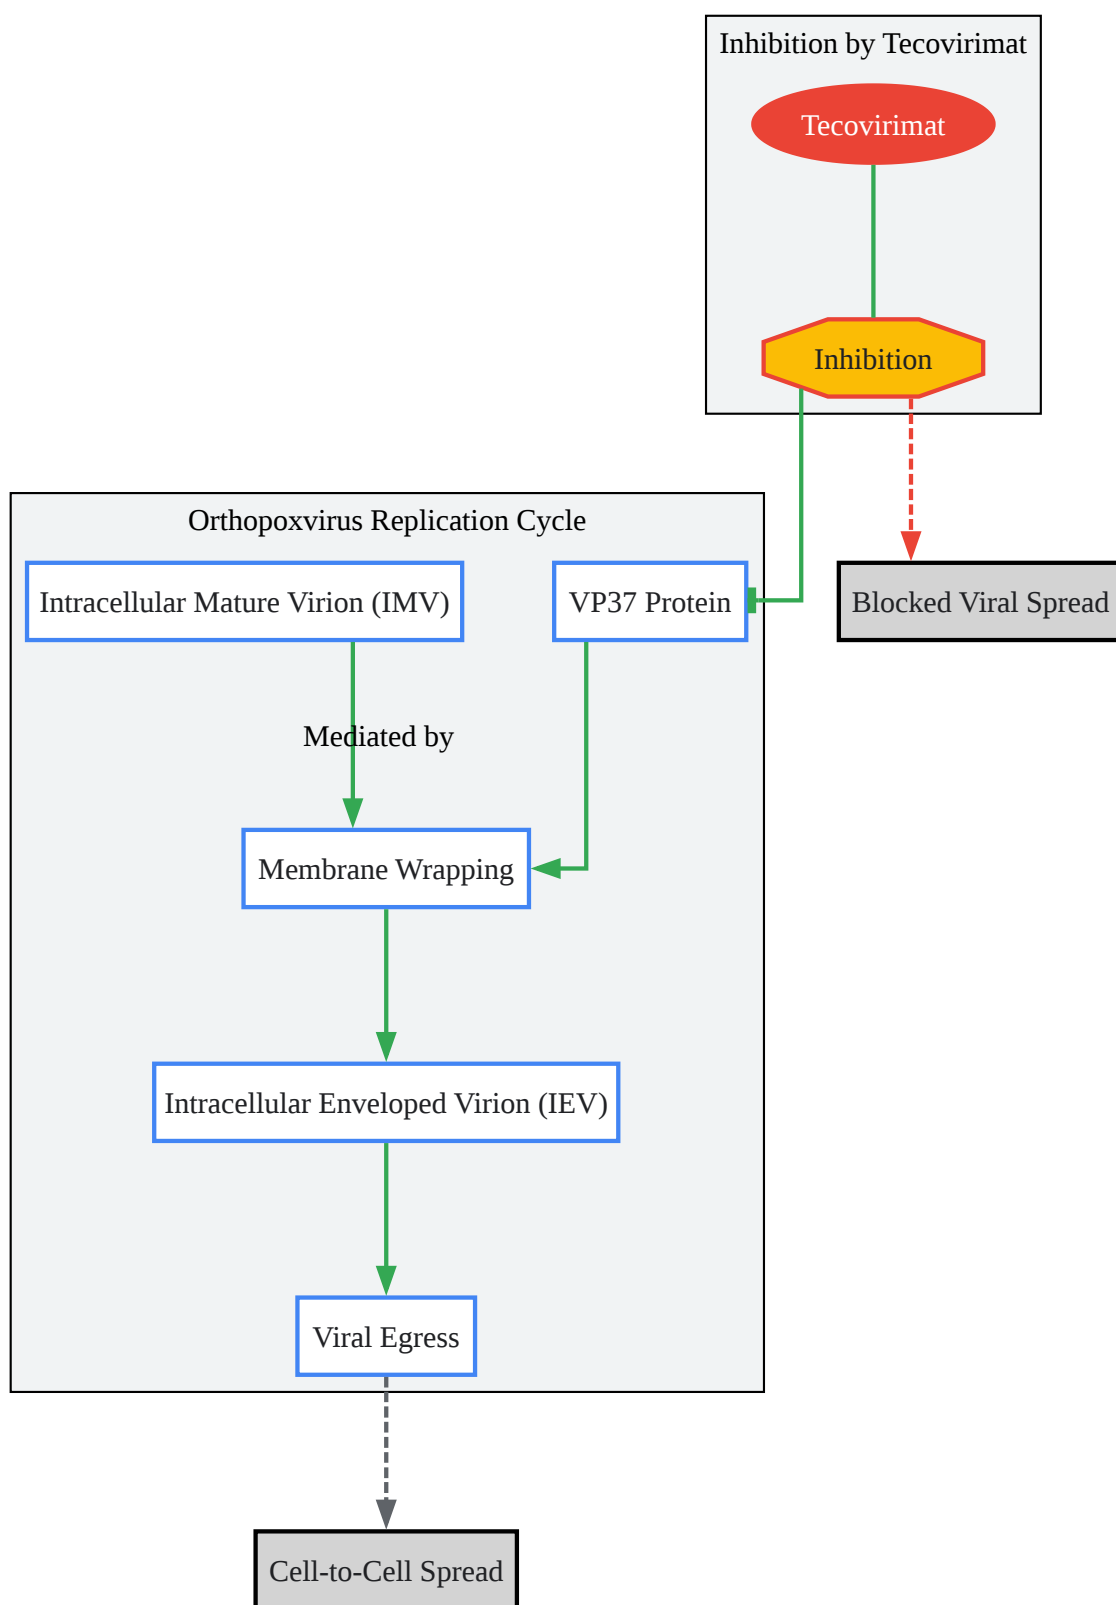 Inhibition by Tecovirimat
Tecovirimat
Inhibition
Orthopoxvirus Replication Cycle
Intracellular Mature Virion (IMV)
VP37 Protein
Blocked Viral Spread
Mediated by
Membrane Wrapping
Intracellular Enveloped Virion (IEV)
Viral Egress
Cell-to-Cell Spread